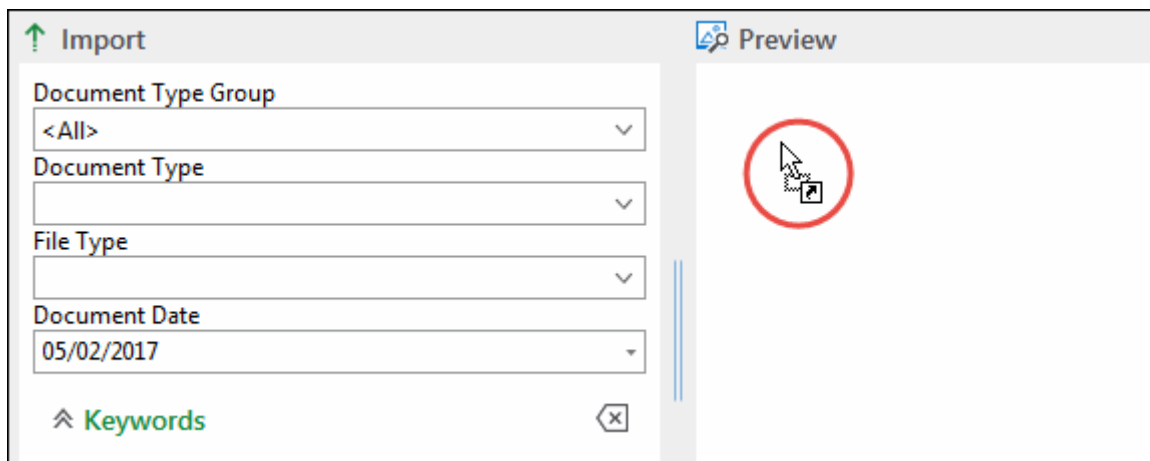 Import
Document Type Group
<All>
Document Type
File Type
Document Date
05/02/2017
Keywords
Preview